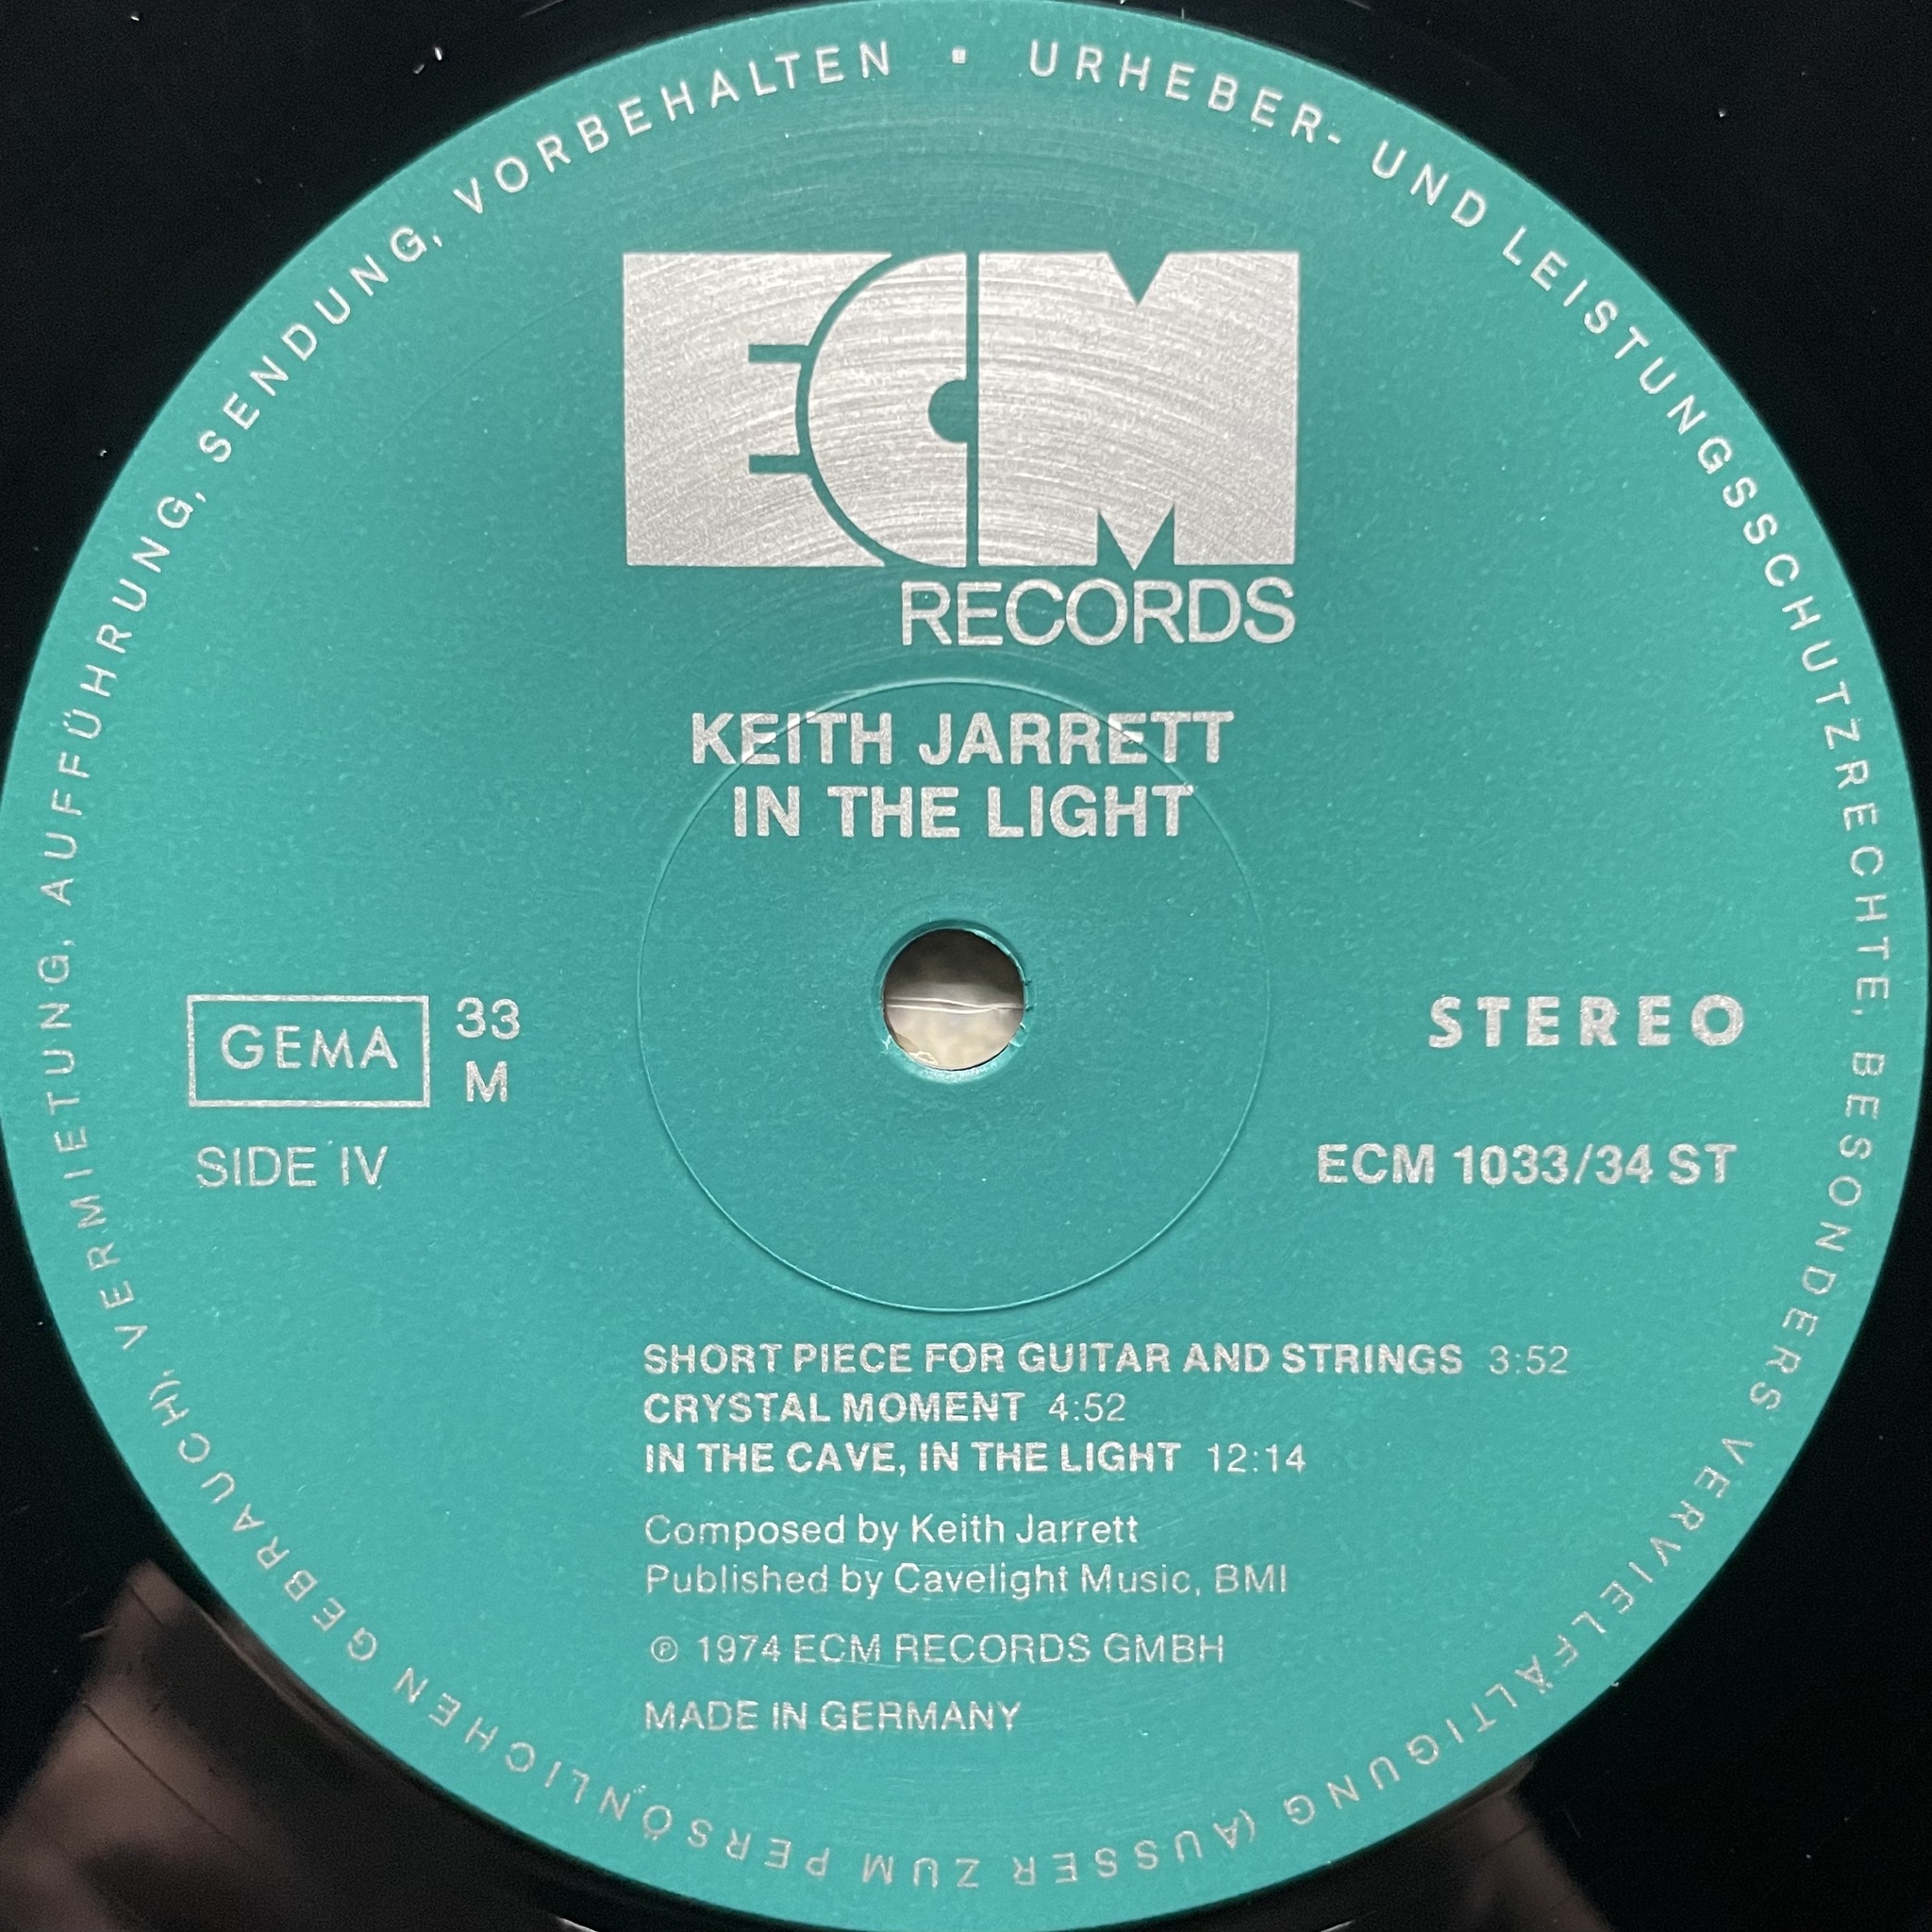 URHEBER- UND LEISTUNGSSCHUTZRECHTE, BESONDERS VERVIELFÄLTIGUNG (AUSSER ZUM PERSÖNLICHEN GEBRAUCH), VERMIETUNG, AUFFÜHRUNG, SENDUNG, VORBEHALTEN •
ECM
RECORDS
KEITH JARRETT
IN THE LIGHT
GEMA
33
M
SIDE IV
STEREO
ECM 1033/34 ST
SHORT PIECE FOR GUITAR AND STRINGS 3:52
CRYSTAL MOMENT 4:52
IN THE CAVE, IN THE LIGHT 12:14
Composed by Keith Jarrett
Published by Cavelight Music, BMI
℗ 1974 ECM RECORDS GMBH
MADE IN GERMANY